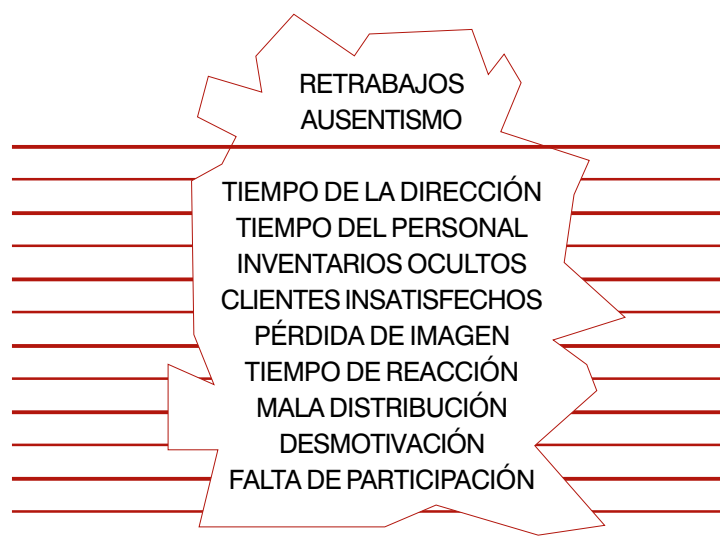 RETRABAJOS
AUSENTISMO
TIEMPO DE LA DIRECCIÓN
TIEMPO DEL PERSONAL
INVENTARIOS OCULTOS
CLIENTES INSATISFECHOS
PÉRDIDA DE IMAGEN
TIEMPO DE REACCIÓN
MALA DISTRIBUCIÓN
DESMOTIVACIÓN
FALTA DE PARTICIPACIÓN